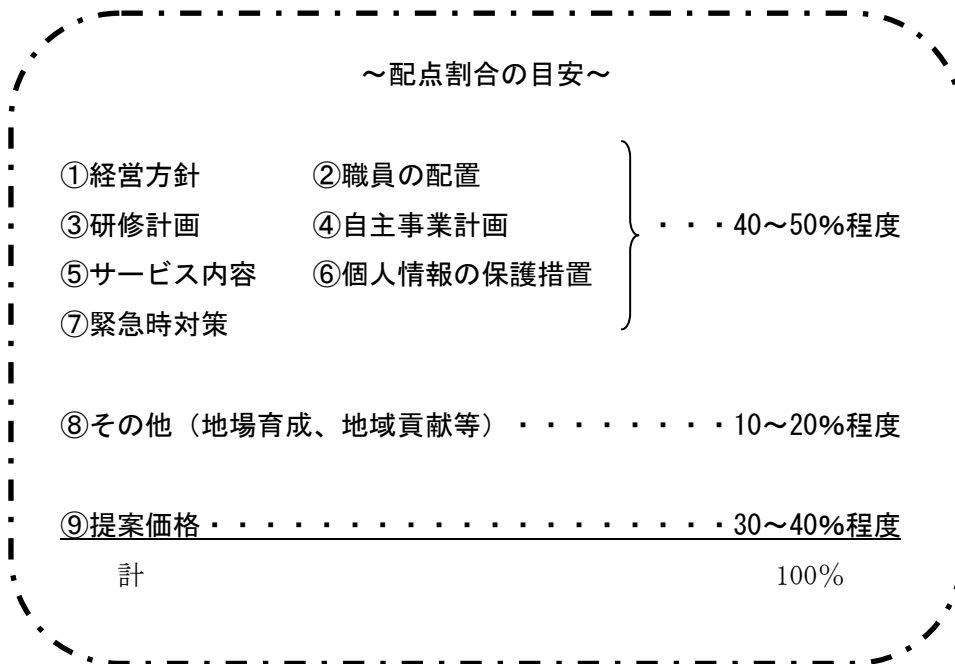 ～配点割合の目安～
①経営方針 ②職員の配置
③研修計画 ④自主事業計画 ・・・40～50%程度
⑤サービス内容 ⑥個人情報の保護措置
⑦緊急時対策
⑧その他（地場育成、地域貢献等）・・・・・・・・10～20%程度
⑨提案価格・・・・・・・・・・・・・・・・・・・30～40%程度
計 100%